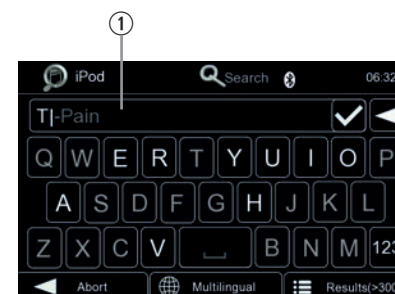 1
iPod Search 06:32
T|-Pain
Q W E R T Y U I O P
A S D F G H J K L
Z X C V B N M 123
Abort Multilingual Results(>300